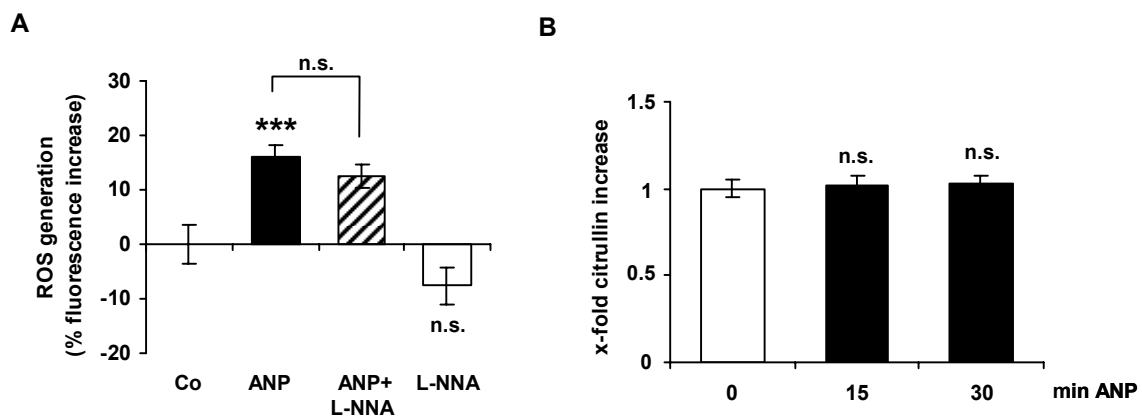 A
n.s.
ROS generation
(% fluorescence increase)
30
20
10
0
-10
-20
***
n.s.
Co ANP ANP+ L-NNA
L-NNA
B
x-fold citrullin increase
1.5
1
0.5
0
n.s. n.s.
0 15 30 min ANP